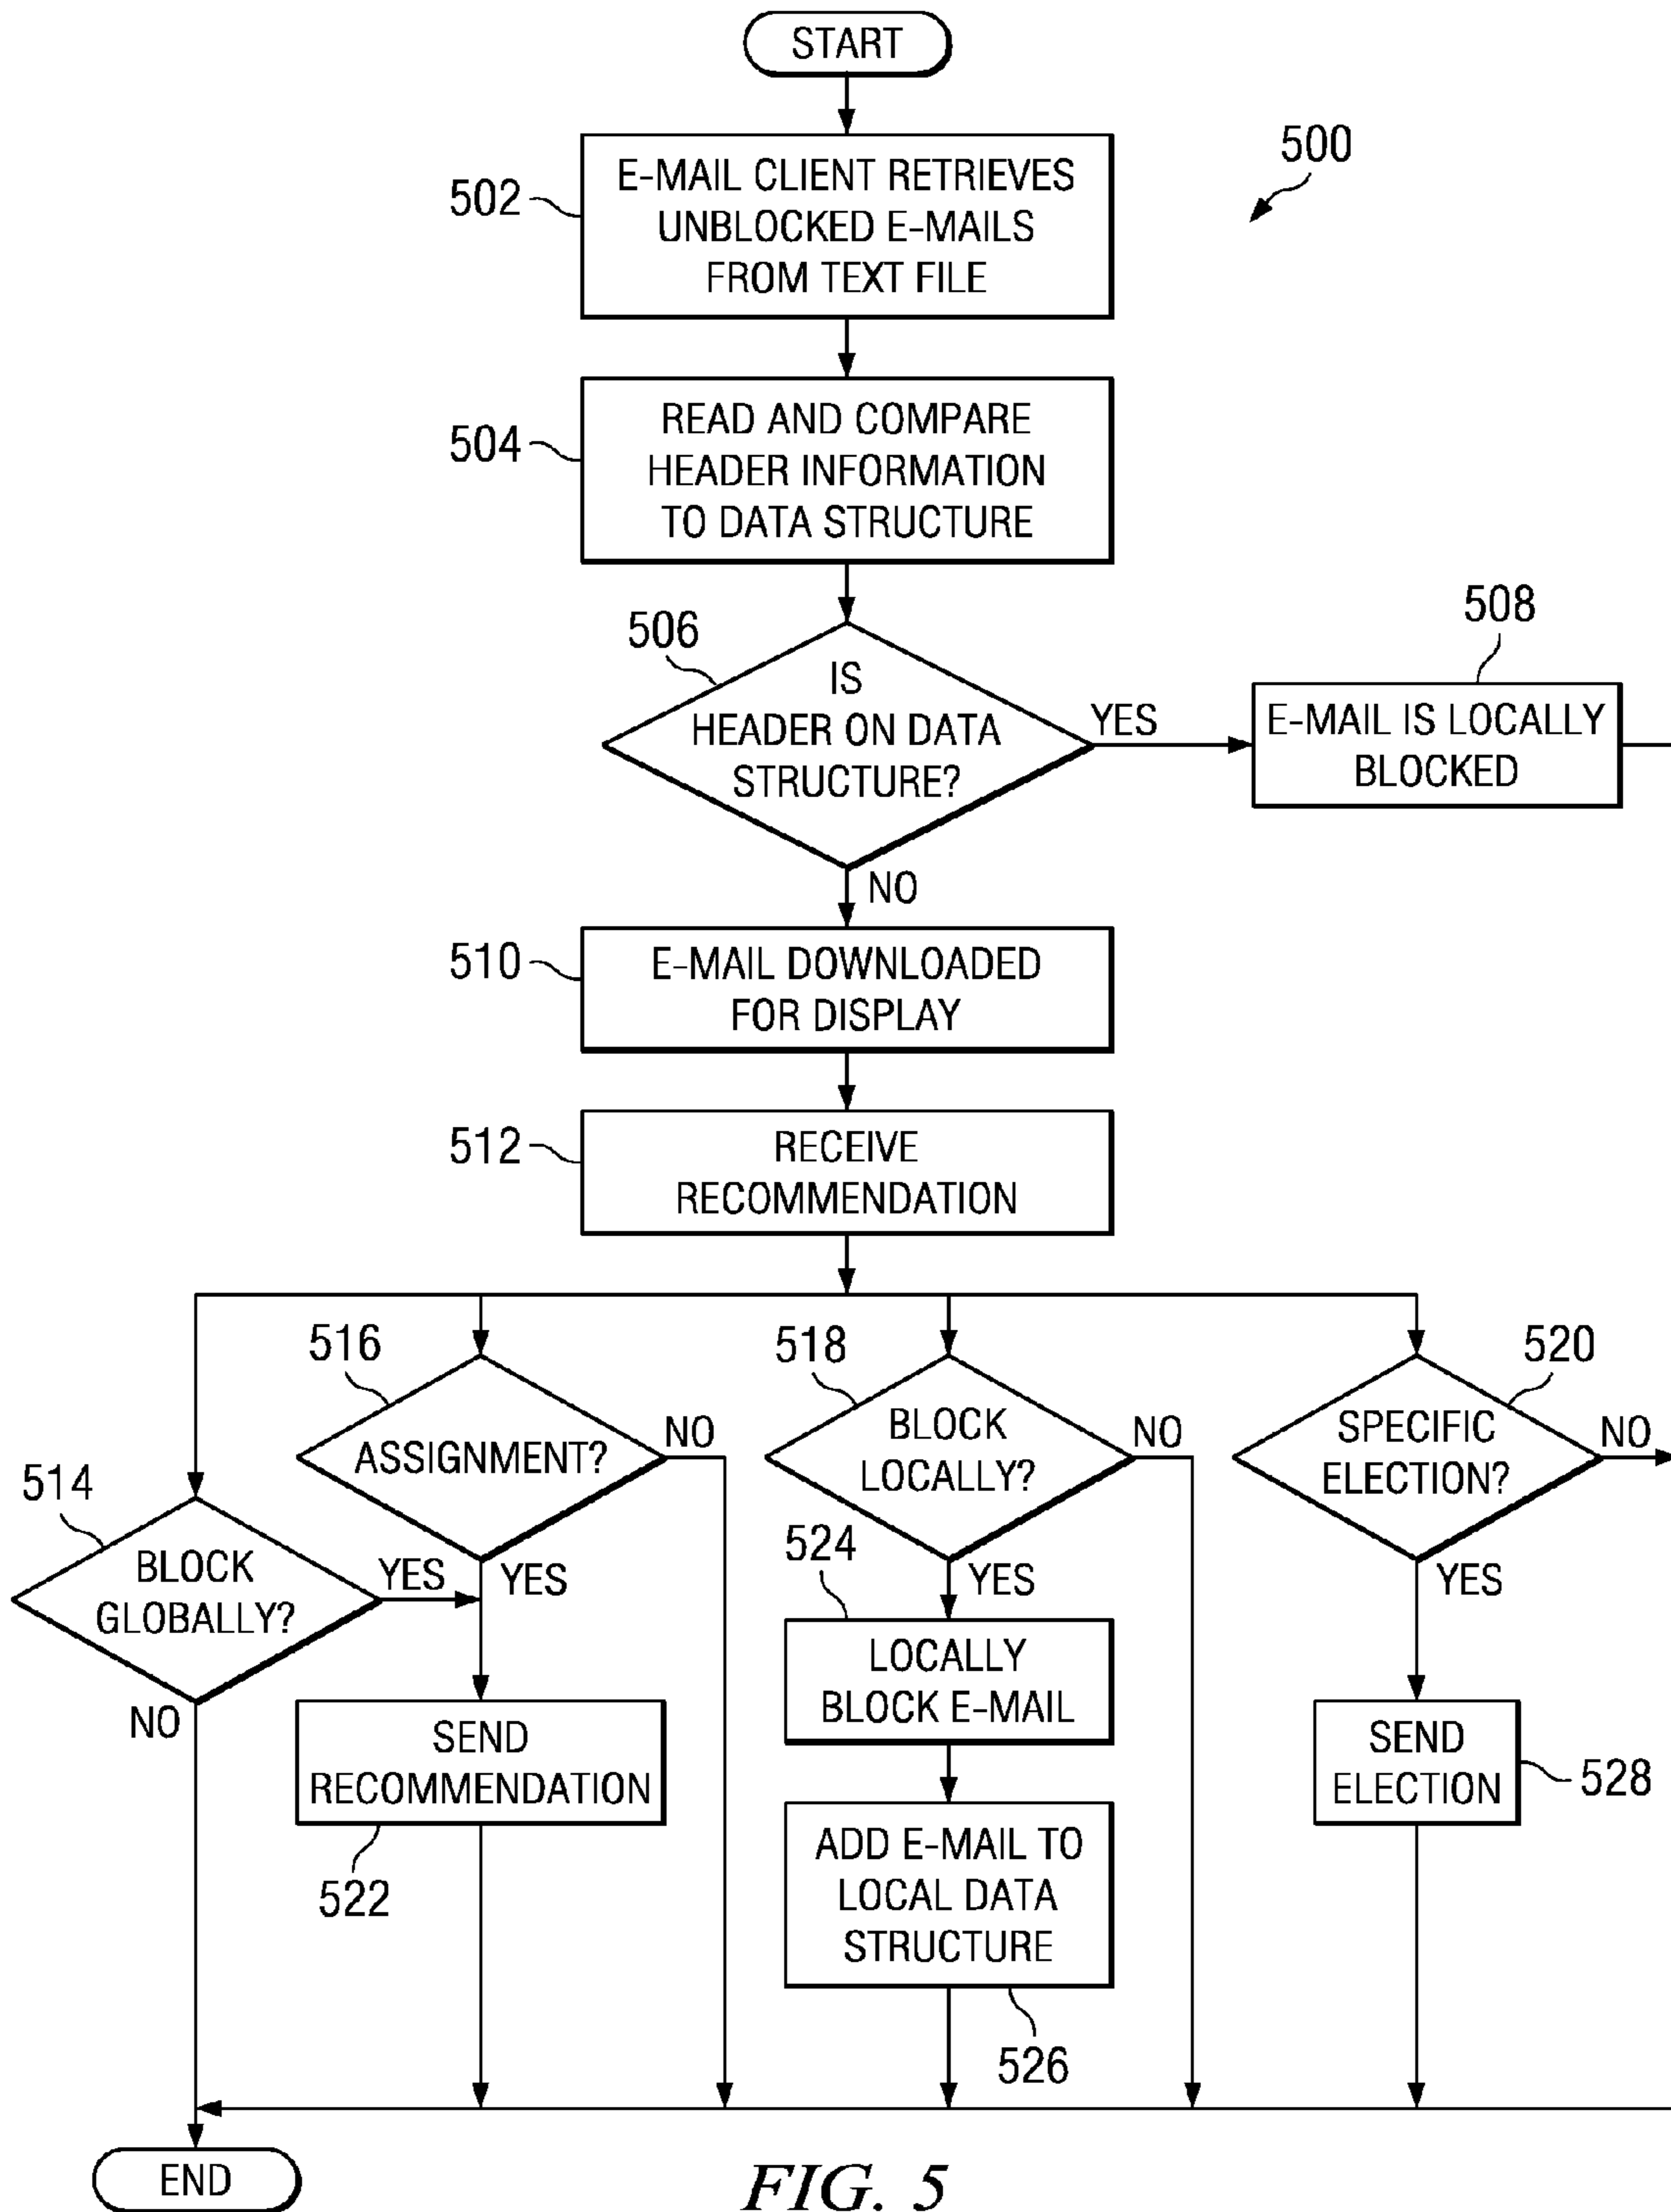 START
500
502
E-MAIL CLIENT RETRIEVES
UNBLOCKED E-MAILS
FROM TEXT FILE
504
READ AND COMPARE
HEADER INFORMATION
TO DATA STRUCTURE
506
IS
HEADER ON DATA
STRUCTURE?
YES
508
E-MAIL IS LOCALLY
BLOCKED
NO
510
E-MAIL DOWNLOADED
FOR DISPLAY
512
RECEIVE
RECOMMENDATION
516
ASSIGNMENT?
NO
YES
518
BLOCK
LOCALLY?
NO
YES
520
SPECIFIC
ELECTION?
NO
YES
514
BLOCK
GLOBALLY?
YES
NO
SEND
RECOMMENDATION
522
524
LOCALLY
BLOCK E-MAIL
ADD E-MAIL TO
LOCAL DATA
STRUCTURE
526
SEND
ELECTION
528
END
FIG. 5